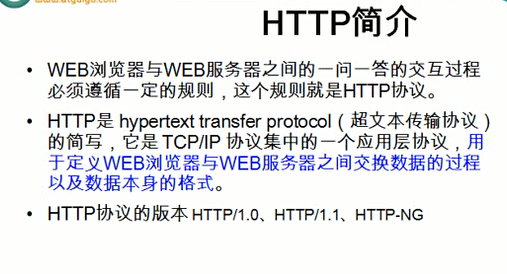 HTTP简介
• WEB浏览器与WEB服务器之间的一问一答的交互过程
必须遵循一定的规则，这个规则就是HTTP协议。
• HTTP是 hypertext transfer protocol（超文本传输协议）
的简写，它是 TCP/IP 协议集中的一个应用层协议，用
于定义WEB浏览器与WEB服务器之间交换数据的过程
以及数据本身的格式。
• HTTP协议的版本 HTTP/1.0、HTTP/1.1、HTTP-NG